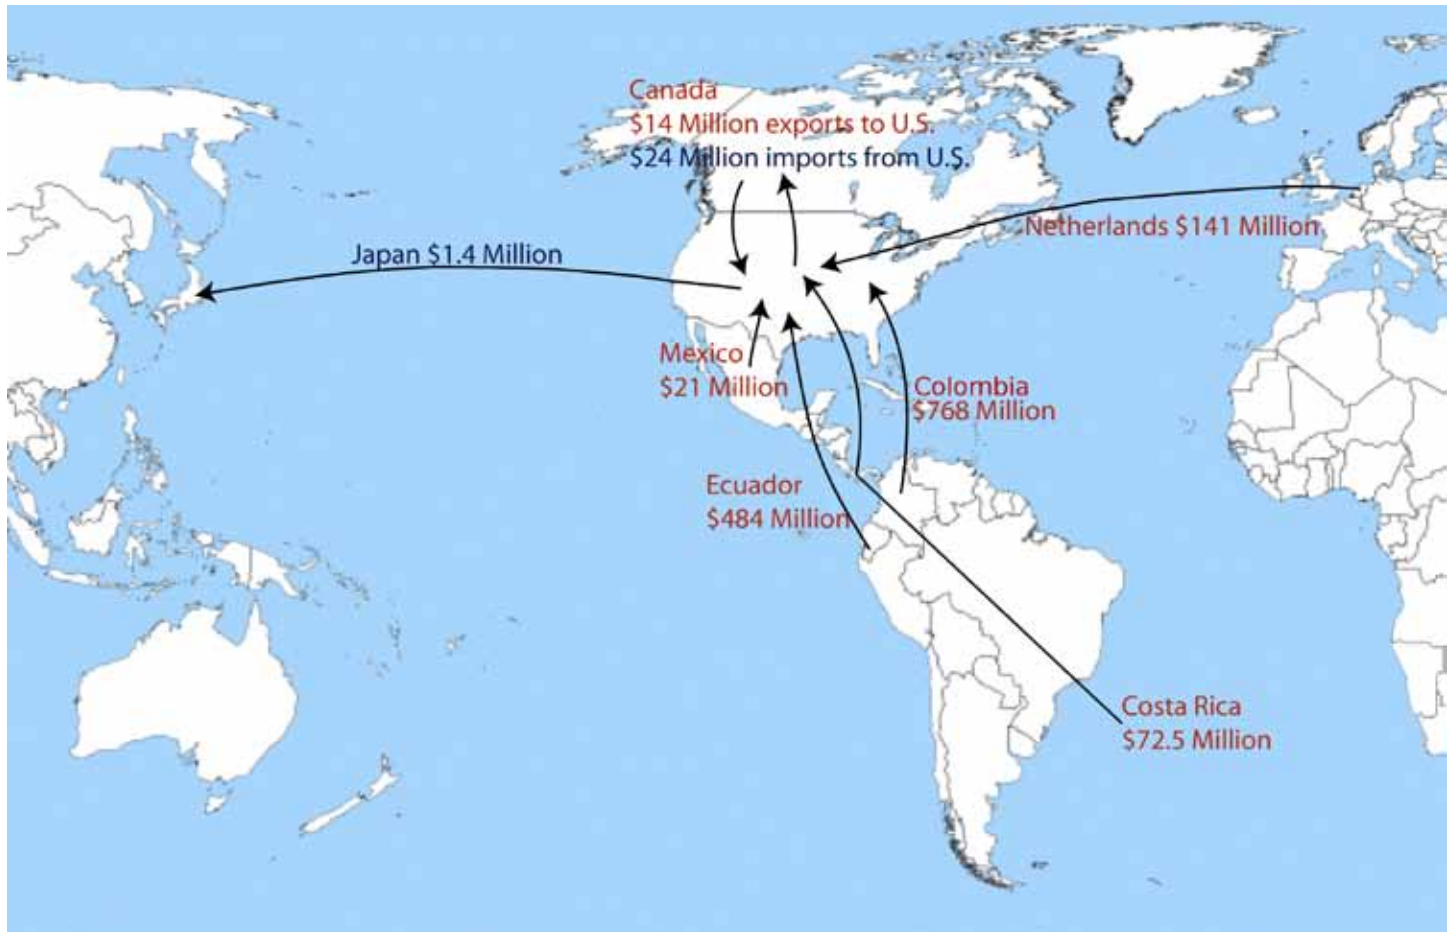 Canada
$14 Million exports to U.S.
$24 Million imports from U.S.
Netherlands $141 Million
Japan $1.4 Million
Mexico
$21 Million
Colombia
$768 Million
Ecuador
$484 Million
Costa Rica
$72.5 Million